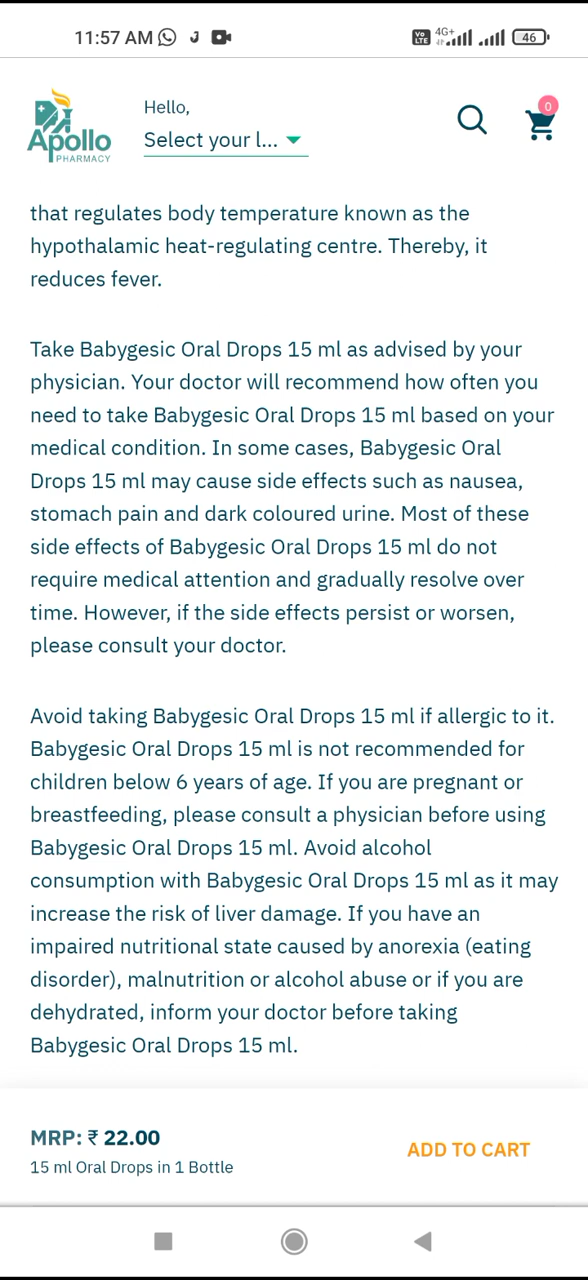 11:57 AM
Vo LTE 4G+ 46
Apollo
PHARMACY
Hello,
Select your l...
0
that regulates body temperature known as the
hypothalamic heat-regulating centre. Thereby, it
reduces fever.
Take Babygesic Oral Drops 15 ml as advised by your
physician. Your doctor will recommend how often you
need to take Babygesic Oral Drops 15 ml based on your
medical condition. In some cases, Babygesic Oral
Drops 15 ml may cause side effects such as nausea,
stomach pain and dark coloured urine. Most of these
side effects of Babygesic Oral Drops 15 ml do not
require medical attention and gradually resolve over
time. However, if the side effects persist or worsen,
please consult your doctor.
Avoid taking Babygesic Oral Drops 15 ml if allergic to it.
Babygesic Oral Drops 15 ml is not recommended for
children below 6 years of age. If you are pregnant or
breastfeeding, please consult a physician before using
Babygesic Oral Drops 15 ml. Avoid alcohol
consumption with Babygesic Oral Drops 15 ml as it may
increase the risk of liver damage. If you have an
impaired nutritional state caused by anorexia (eating
disorder), malnutrition or alcohol abuse or if you are
dehydrated, inform your doctor before taking
Babygesic Oral Drops 15 ml.
MRP: ₹ 22.00
15 ml Oral Drops in 1 Bottle
ADD TO CART